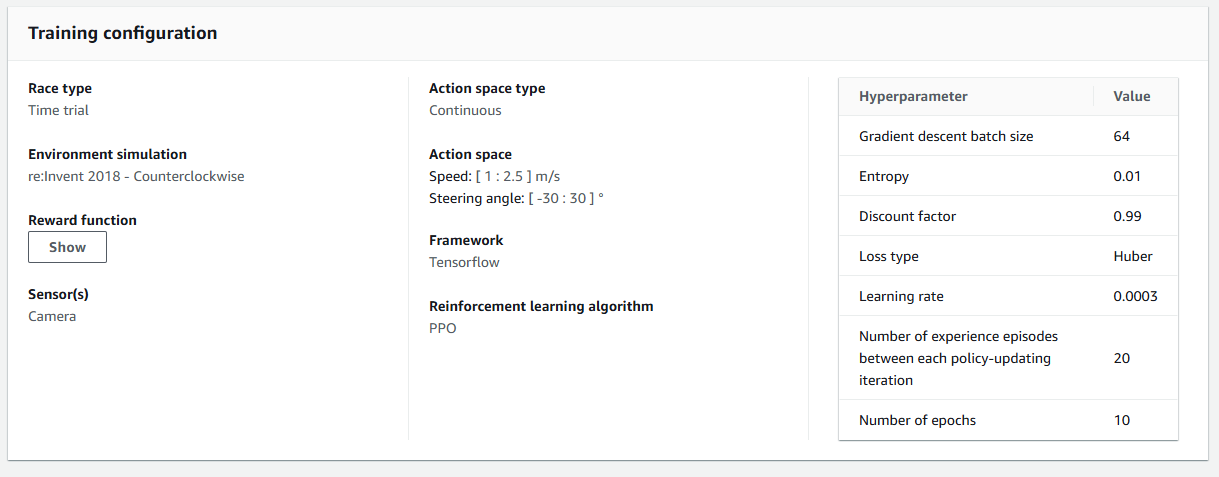 Training configuration
Race type
Time trial
Environment simulation
re:Invent 2018 - Counterclockwise
Reward function
Show
Sensor(s)
Camera
Action space type
Continuous
Action space
Speed: [ 1 : 2.5 ] m/s
Steering angle: [ -30 : 30 ] °
Framework
Tensorflow
Reinforcement learning algorithm
PPO
Hyperparameter Value
Gradient descent batch size 64
Entropy 0.01
Discount factor 0.99
Loss type Huber
Learning rate 0.0003
Number of experience episodes
between each policy-updating 20
iteration
Number of epochs 10